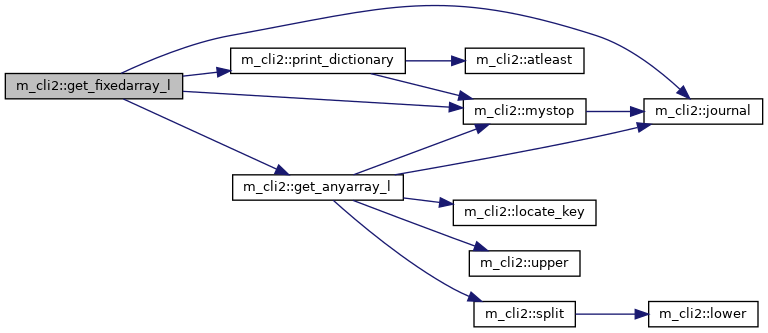 m_cli2::get_fixedarray_l
m_cli2::print_dictionary
m_cli2::atleast
m_cli2::mystop
m_cli2::journal
m_cli2::get_anyarray_l
m_cli2::locate_key
m_cli2::upper
m_cli2::split
m_cli2::lower